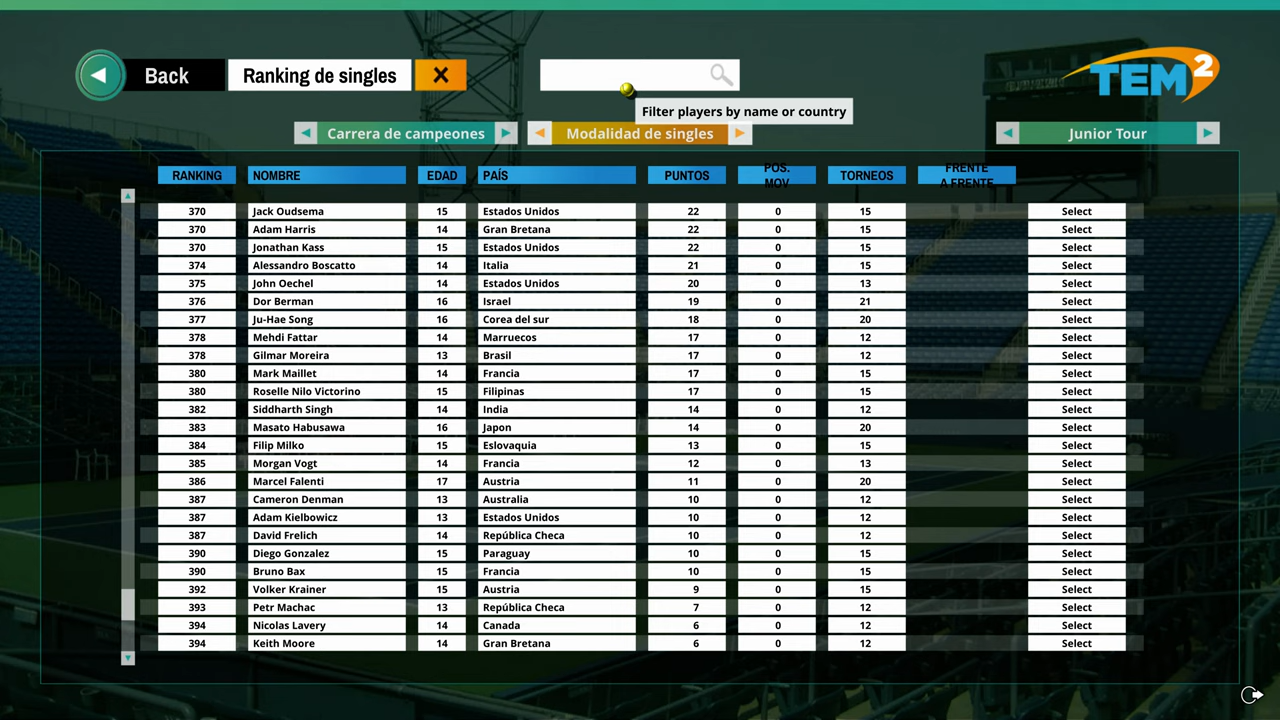 Back
Ranking de singles
TEM2
Filter players by name or country
Carrera de campeones
Modalidad de singles
Junior Tour
RANKING NOMBRE EDAD PAÍS PUNTOS POS. MOV TORNEOS FRENTE A FRENTE
370 Jack Oudsema 15 Estados Unidos 22 0 15 Select
370 Adam Harris 14 Gran Bretana 22 0 15 Select
370 Jonathan Kass 15 Estados Unidos 22 0 15 Select
374 Alessandro Boscatto 14 Italia 21 0 15 Select
375 John Oechel 14 Estados Unidos 20 0 13 Select
376 Dor Berman 16 Israel 19 0 21 Select
377 Ju-Hae Song 16 Corea del sur 18 0 20 Select
378 Mehdi Fattar 14 Marruecos 17 0 12 Select
378 Gilmar Moreira 13 Brasil 17 0 12 Select
380 Mark Maillet 14 Francia 17 0 15 Select
380 Roselle Nilo Victorino 15 Filipinas 17 0 15 Select
382 Siddharth Singh 14 India 14 0 12 Select
383 Masato Habusawa 16 Japon 14 0 20 Select
384 Filip Milko 15 Eslovaquia 13 0 15 Select
385 Morgan Vogt 14 Francia 12 0 13 Select
386 Marcel Falenti 17 Austria 11 0 20 Select
387 Cameron Denman 13 Australia 10 0 12 Select
387 Adam Kielbowicz 13 Estados Unidos 10 0 12 Select
387 David Frelich 14 República Checa 10 0 12 Select
390 Diego Gonzalez 15 Paraguay 10 0 15 Select
390 Bruno Bax 15 Francia 10 0 15 Select
392 Volker Krainer 15 Austria 9 0 15 Select
393 Petr Machac 13 República Checa 7 0 12 Select
394 Nicolas Lavery 14 Canada 6 0 12 Select
394 Keith Moore 14 Gran Bretana 6 0 12 Select